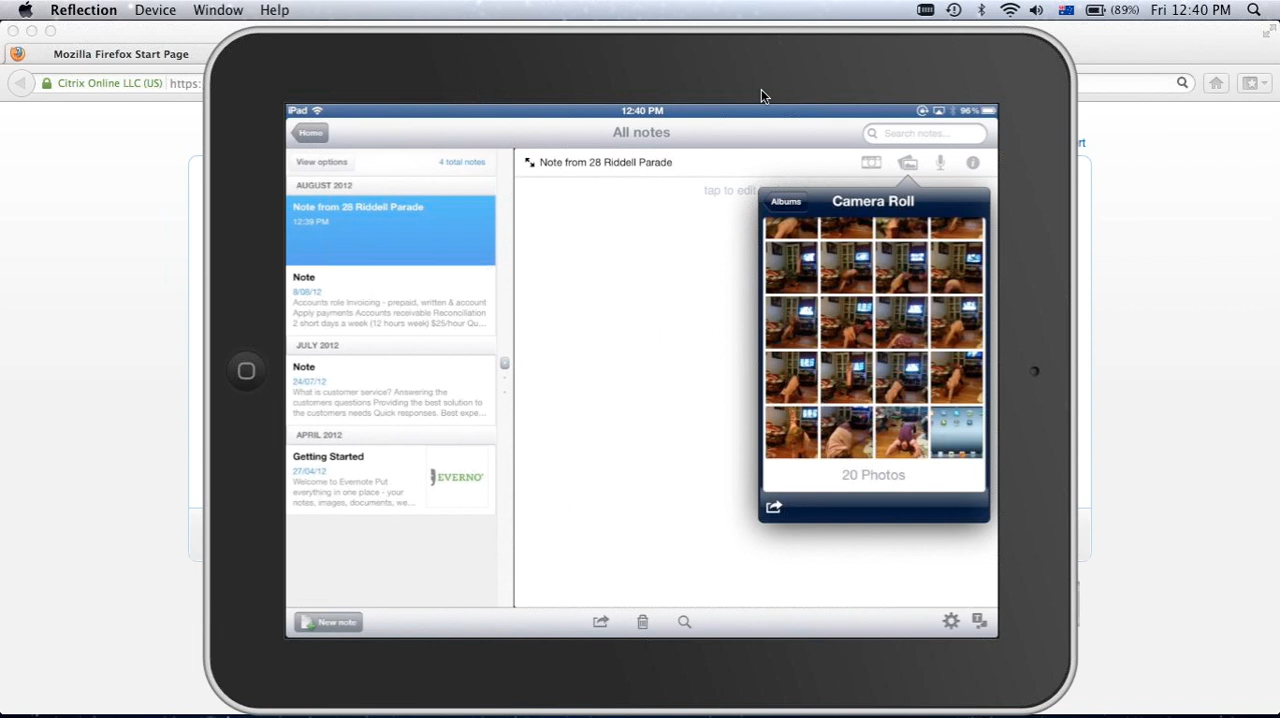 Reflection Device Window Help (89%) Fri 12:40 PM
Mozilla Firefox Start Page
Citrix Online LLC (US) https:
iPad 12:40 PM 96%
Home All notes Search notes...
View options 4 total notes Note from 28 Riddell Parade
AUGUST 2012
Note from 28 Riddell Parade
12:39 PM
tap to edit
Albums Camera Roll
Note
8/08/12
Accounts role Invoicing - prepaid, written & account
Apply payments Accounts receivable Reconciliation
2 short days a week (12 hours week) $25/hour Qu...
JULY 2012
Note
24/07/12
What is customer service? Answering the
customers questions Providing the best solution to
the customers needs Quick responses. Best expe...
APRIL 2012
Getting Started
27/04/12
Welcome to Evernote Put
everything in one place - your
notes, images, documents, we...
EVERNO
20 Photos
New note